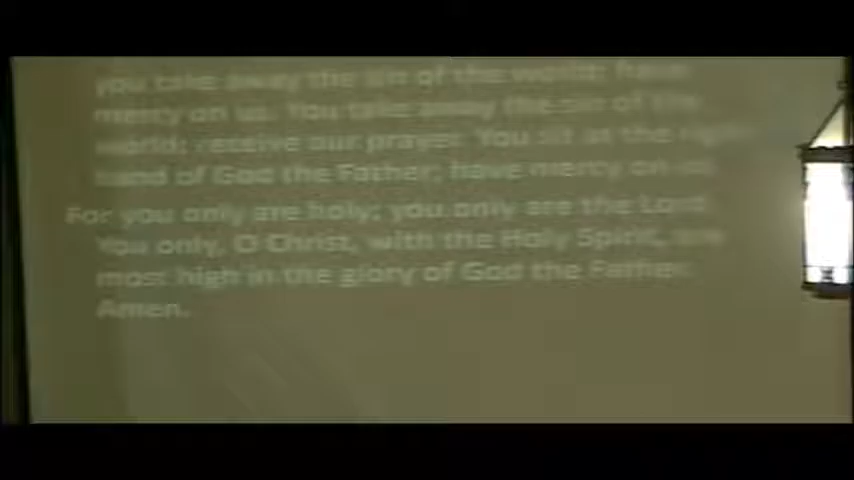 you take away the sin of the world: have
mercy on us. You take away the sin of the
world; receive our prayer. You sit at the right
hand of God the Father; have mercy on us.
For you only are holy; you only are the Lord.
You only, O Christ, with the Holy Spirit, are
most high in the glory of God the Father.
Amen.